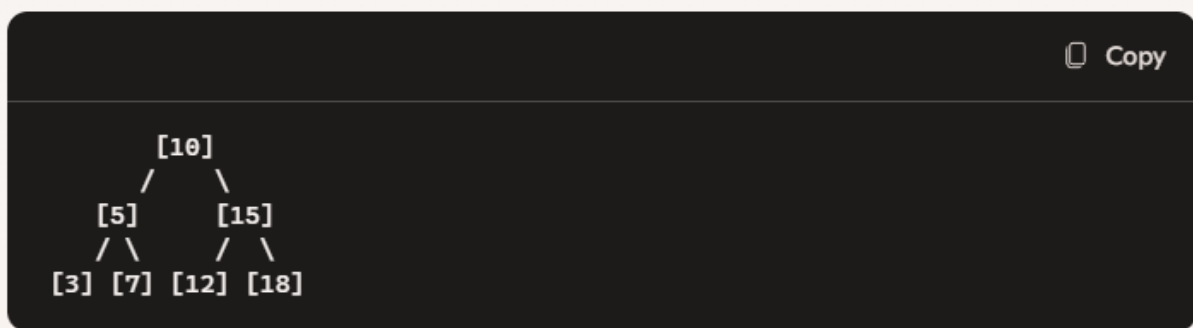 Copy
[10]
/ \
[5] [15]
/ \ / \
[3] [7] [12] [18]